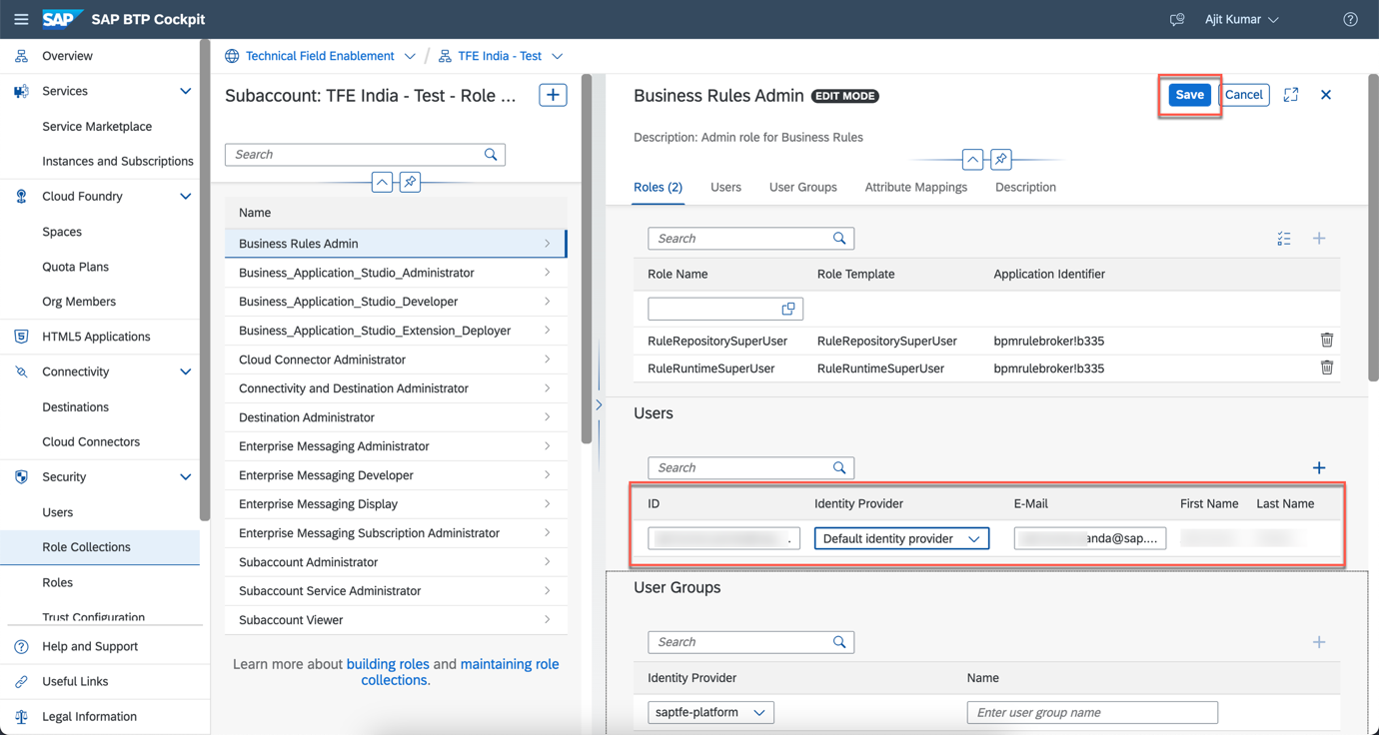 SAP SAP BTP Cockpit
Ajit Kumar
Overview
Services
Service Marketplace
Instances and Subscriptions
Cloud Foundry
Spaces
Quota Plans
Org Members
HTML5 Applications
Connectivity
Destinations
Cloud Connectors
Security
Users
Role Collections
Roles
Trust Configuration
Help and Support
Useful Links
Legal Information
Technical Field Enablement / TFE India - Test
Subaccount: TFE India - Test - Role ...
Search
Name
Business Rules Admin
Business_Application_Studio_Administrator
Business_Application_Studio_Developer
Business_Application_Studio_Extension_Deployer
Cloud Connector Administrator
Connectivity and Destination Administrator
Destination Administrator
Enterprise Messaging Administrator
Enterprise Messaging Developer
Enterprise Messaging Display
Enterprise Messaging Subscription Administrator
Subaccount Administrator
Subaccount Service Administrator
Subaccount Viewer
Learn more about building roles and maintaining role
collections.
Business Rules Admin EDIT MODE
Save Cancel
Description: Admin role for Business Rules
Roles (2) Users User Groups Attribute Mappings Description
Search
Role Name Role Template Application Identifier
RuleRepositorySuperUser RuleRepositorySuperUser bpmrulebroker!b335
RuleRuntimeSuperUser RuleRuntimeSuperUser bpmrulebroker!b335
Users
Search
ID Identity Provider E-Mail First Name Last Name
Default identity provider anda@sap....
User Groups
Search
Identity Provider Name
saptfe-platform Enter user group name